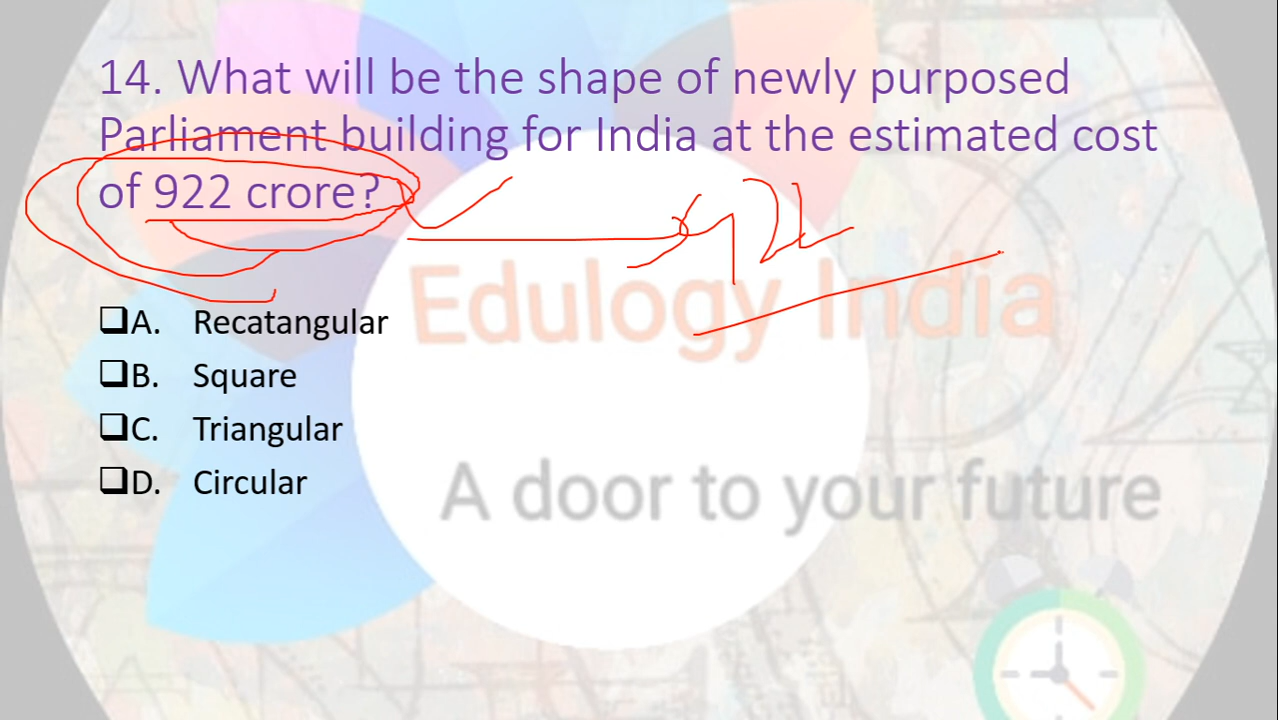 14. What will be the shape of newly purposed
Parliament building for India at the estimated cost
of 922 crore?
922
Edulogy India
A. Recatangular
B. Square
C. Triangular
A door to your future
D. Circular